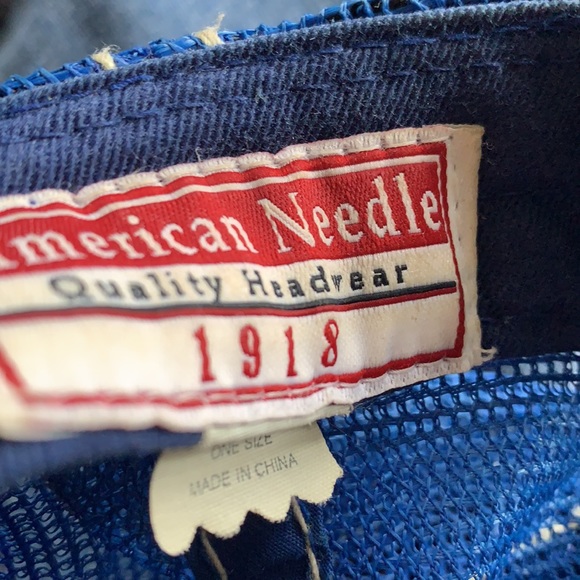 American Needle
Quality Headwear
1918
ONE SIZE
MADE IN CHINA